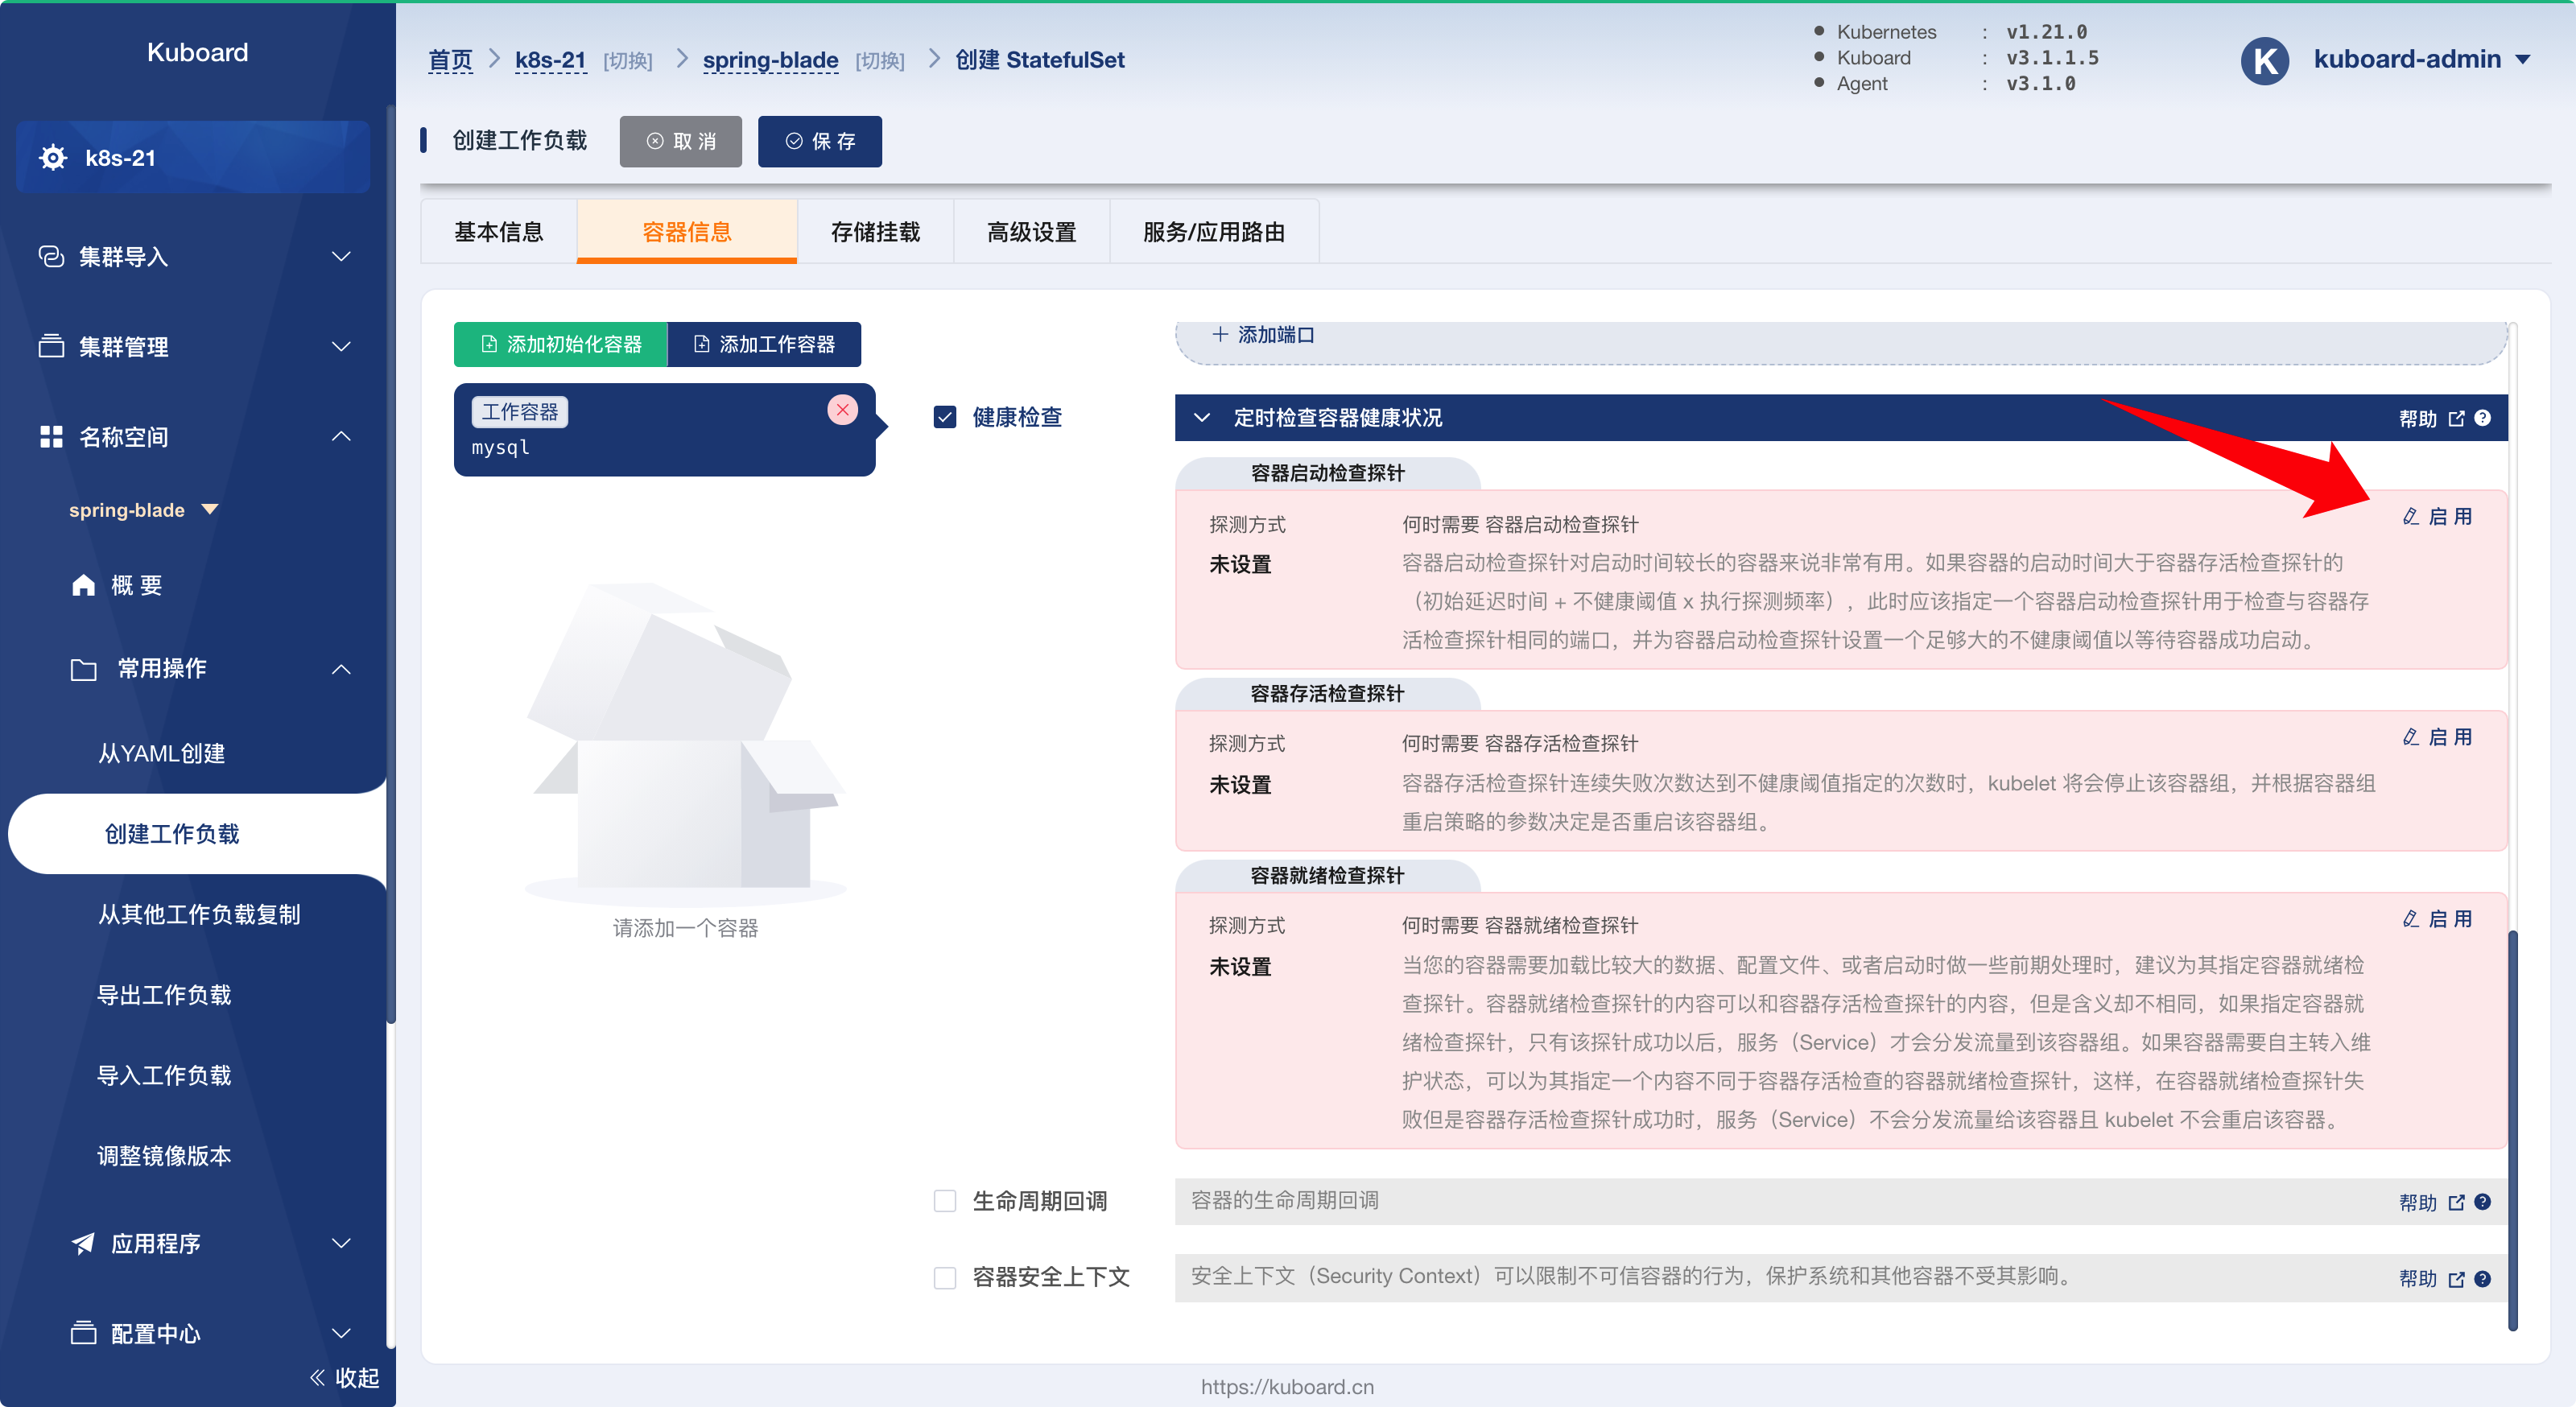 Kuboard
k8s-21
集群导入
集群管理
名称空间
spring-blade
概 要
常用操作
从YAML创建
创建工作负载
从其他工作负载复制
导出工作负载
导入工作负载
调整镜像版本
应用程序
配置中心
收起
首页 k8s-21 [切换] spring-blade [切换] 创建 StatefulSet
Kubernetes : v1.21.0
Kuboard : v3.1.1.5
Agent : v3.1.0
K kuboard-admin
创建工作负载 取 消 保 存
基本信息 容器信息 存储挂载 高级设置 服务/应用路由
添加初始化容器 添加工作容器
工作容器
mysql
请添加一个容器
+ 添加端口
健康检查 定时检查容器健康状况 帮助
容器启动检查探针
探测方式 何时需要 容器启动检查探针 启 用
未设置 容器启动检查探针对启动时间较长的容器来说非常有用。如果容器的启动时间大于容器存活检查探针的
（初始延迟时间 + 不健康阈值 x 执行探测频率），此时应该指定一个容器启动检查探针用于检查与容器存
活检查探针相同的端口，并为容器启动检查探针设置一个足够大的不健康阈值以等待容器成功启动。
容器存活检查探针
探测方式 何时需要 容器存活检查探针 启 用
未设置 容器存活检查探针连续失败次数达到不健康阈值指定的次数时，kubelet 将会停止该容器组，并根据容器组
重启策略的参数决定是否重启该容器组。
容器就绪检查探针
探测方式 何时需要 容器就绪检查探针 启 用
未设置 当您的容器需要加载比较大的数据、配置文件、或者启动时做一些前期处理时，建议为其指定容器就绪检
查探针。容器就绪检查探针的内容可以和容器存活检查探针的内容，但是含义却不相同，如果指定容器就
绪检查探针，只有该探针成功以后，服务（Service）才会分发流量到该容器组。如果容器需要自主转入维
护状态，可以为其指定一个内容不同于容器存活检查的容器就绪检查探针，这样，在容器就绪检查探针失
败但是容器存活检查探针成功时，服务（Service）不会分发流量给该容器且 kubelet 不会重启该容器。
生命周期回调 容器的生命周期回调 帮助
容器安全上下文 安全上下文（Security Context）可以限制不可信容器的行为，保护系统和其他容器不受其影响。 帮助
https://kuboard.cn